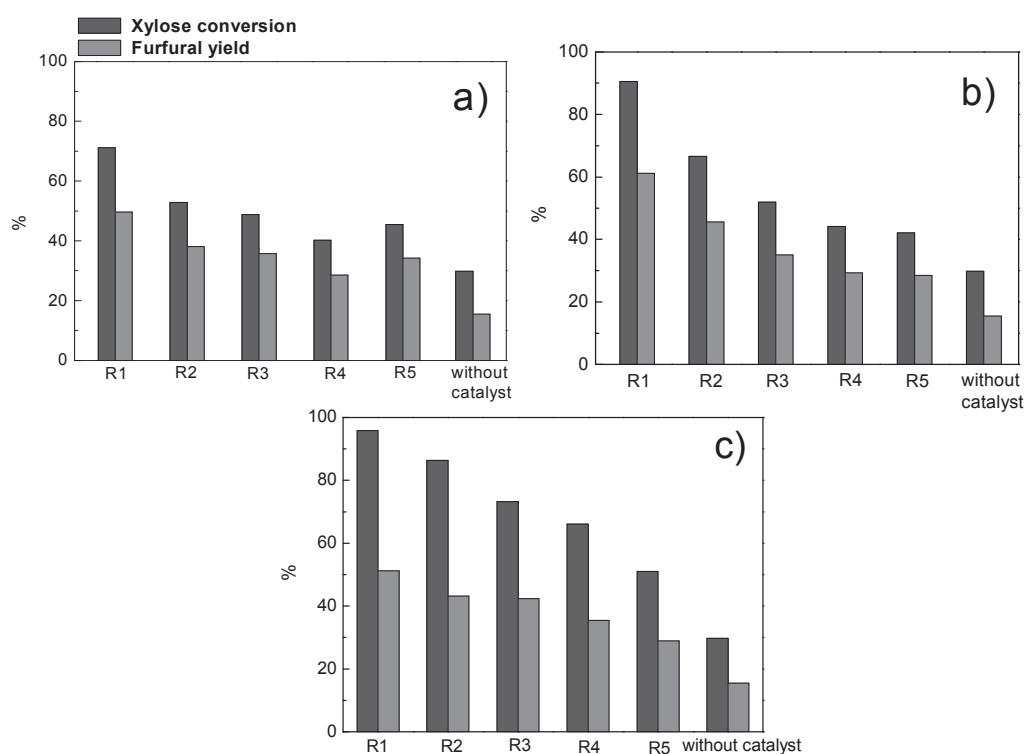 Xylose conversion
Furfural yield
a)
100
80
60
40
20
0
%
R1 R2 R3 R4 R5 without
catalyst
b)
100
80
60
40
20
0
%
R1 R2 R3 R4 R5 without
catalyst
c)
100
80
60
40
20
0
%
R1 R2 R3 R4 R5 without catalyst